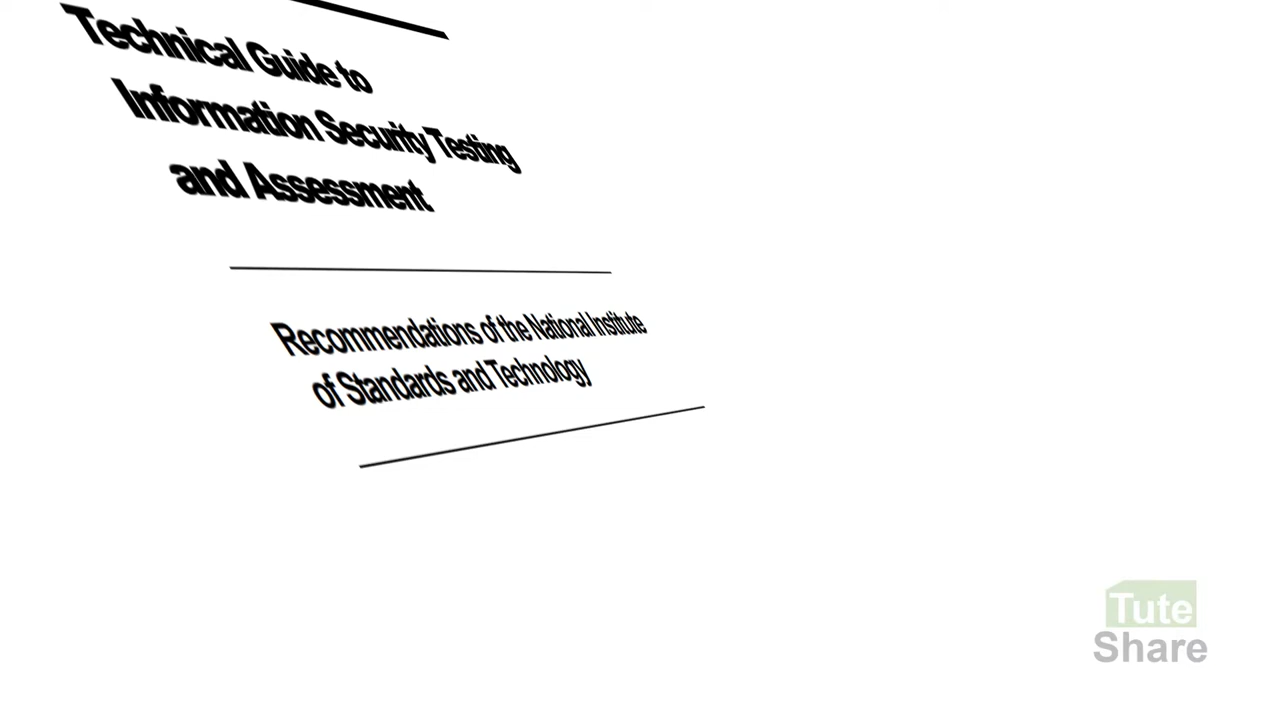 Technical Guide to
Information Security Testing
and Assessment
Recommendations of the National Institute
of Standards and Technology
Tute
Share